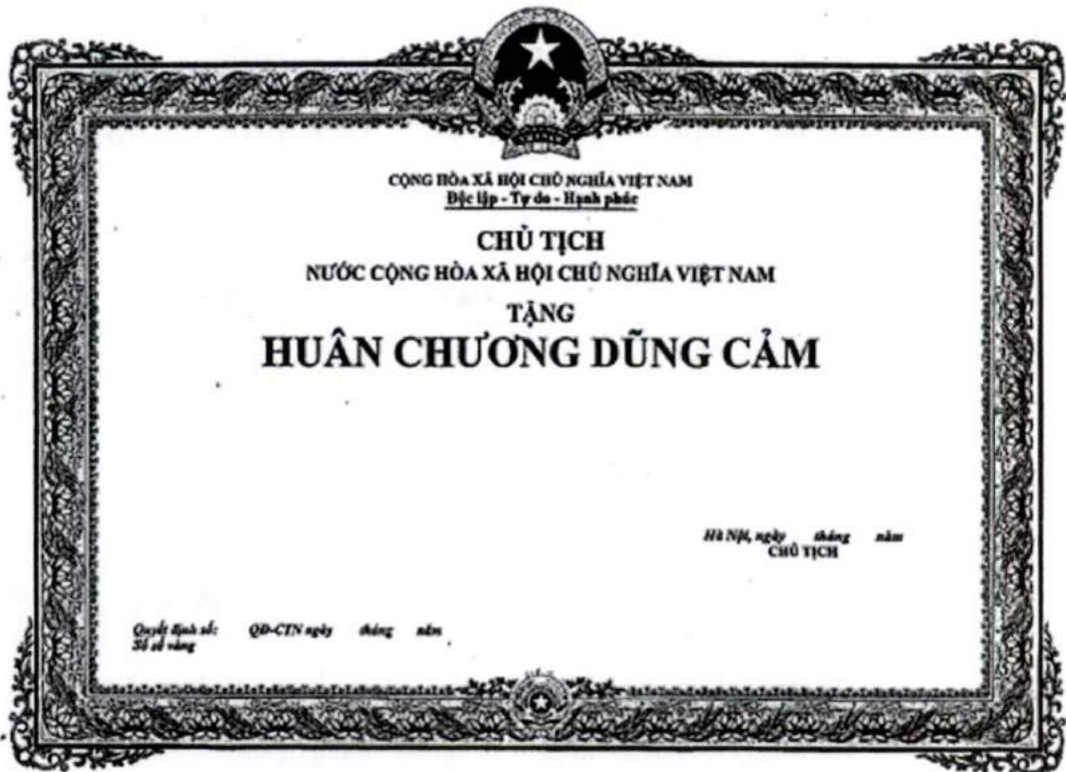 CỘNG HÒA XÃ HỘI CHỦ NGHĨA VIỆT NAM
Độc lập - Tự do - Hạnh phúc
CHỦ TỊCH
NƯỚC CỘNG HÒA XÃ HỘI CHỦ NGHĨA VIỆT NAM
TẶNG
HUÂN CHƯƠNG DŨNG CẢM
Hà Nội, ngày tháng năm
CHỦ TỊCH
Quyết định số: QĐ-CTN ngày tháng năm
Số sổ vàng